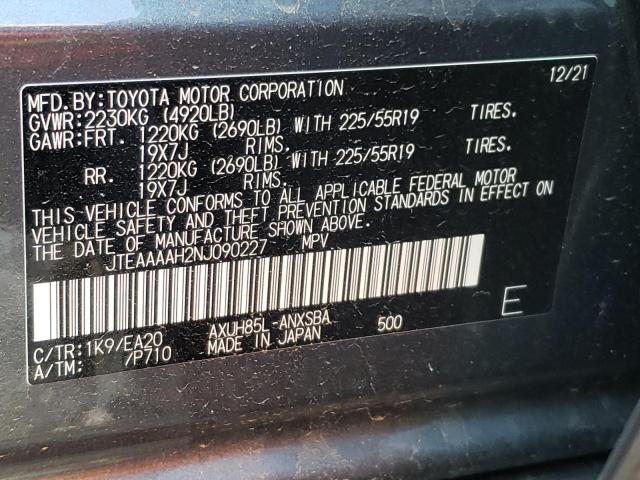 12/21
MFD.BY:TOYOTA MOTOR CORPORATION
GVWR:2230KG (4920LB)
GAWR:FRT. 1220KG (2690LB) WITH 225/55R19 TIRES.
19X7J RIMS.
RR. 1220KG (2690LB) WITH 225/55R19 TIRES.
19X7J RIMS.
THIS VEHICLE CONFORMS TO ALL APPLICABLE FEDERAL MOTOR
VEHICLE SAFETY AND THEFT PREVENTION STANDARDS IN EFFECT ON
THE DATE OF MANUFACTURE SHOWN ABOVE.
JTEAAAAH2NJ090227 MPV
E
C/TR:1K9/EA20 AXUH85L-ANXSBA 500
A/TM: 7P710 MADE IN JAPAN